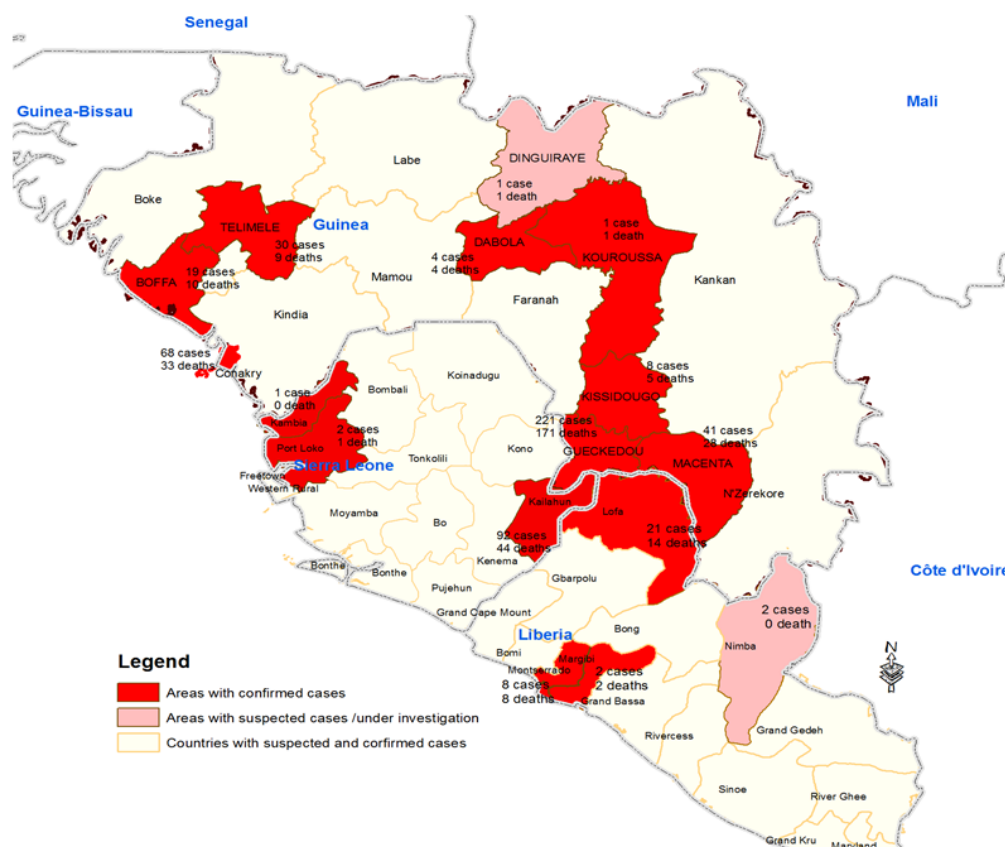 Senegal
Mali
Guinea-Bissau
DINGUIRAYE
Labe
1 case
1 death
Boke
TELIMELE
Guinea
1 case
1 death
30 cases
9 deaths
DABOLA
KOUROUSSA
4 cases
4 deaths
19 cases
10 deaths
BOFFA
Mamou
Kankan
Faranah
Kindia
68 cases
33 deaths
Conakry
Koinadugu
8 cases
5 deaths
Bombali
1 case
0 death
KISSIDOUGO
Kambia
2 cases
1 death
221 cases
171 deaths
41 cases
28 deaths
Port Loko
Kono
GUECKEDOU
MACENTA
Tonkolili
Sierra Leone
Freetown
Western Rural
N'Zerekore
Kailahun
Lofa
Moyamba
Bo
21 cases
14 deaths
92 cases
44 deaths
Kenema
Bonthe
Bonthe
Gbarpolu
Côte d'Ivoire
Pujehun
Grand Cape Mount
2 cases
0 death
Liberia
Bong
Nimba
N
Bomi
Margibi
Montserrado
2 cases
2 deaths
8 cases
8 deaths
Grand Bassa
Rivercess
Grand Gedeh
Sinoe
River Ghee
Grand Kru
Maryland
Legend
Areas with confirmed cases
Areas with suspected cases /under investigation
Countries with suspected and confirmed cases